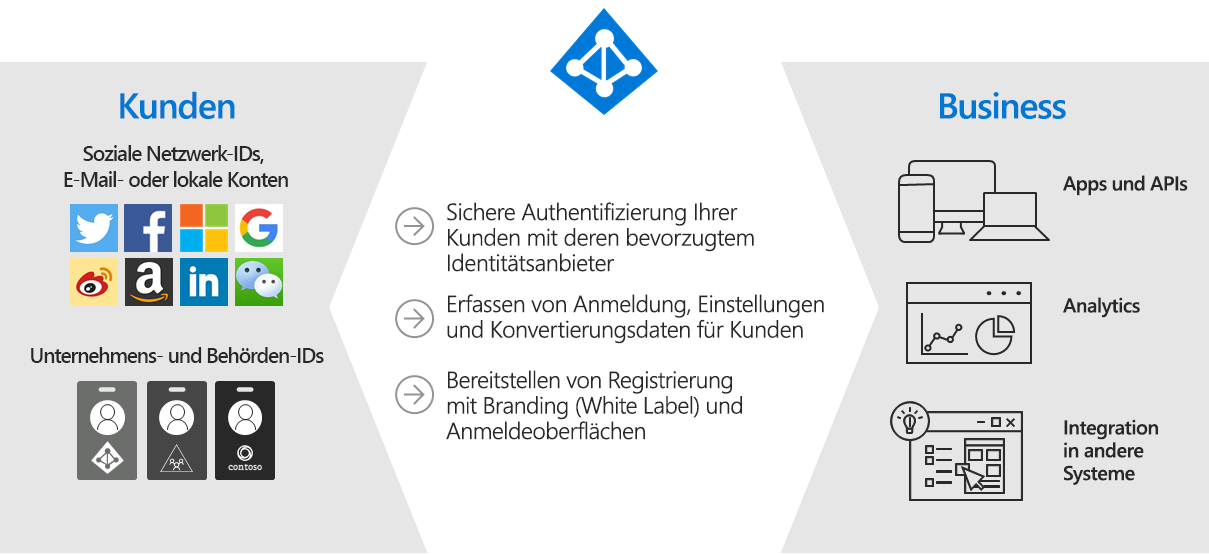 Kunden
Soziale Netzwerk-IDs,
E-Mail- oder lokale Konten
a
in
Unternehmens- und Behörden-IDs
contoso
Sichere Authentifizierung Ihrer
Kunden mit deren bevorzugtem
Identitätsanbieter
Erfassen von Anmeldung, Einstellungen
und Konvertierungsdaten für Kunden
Bereitstellen von Registrierung
mit Branding (White Label) und
Anmeldeoberflächen
Business
Apps und APIs
Analytics
Integration
in andere
Systeme